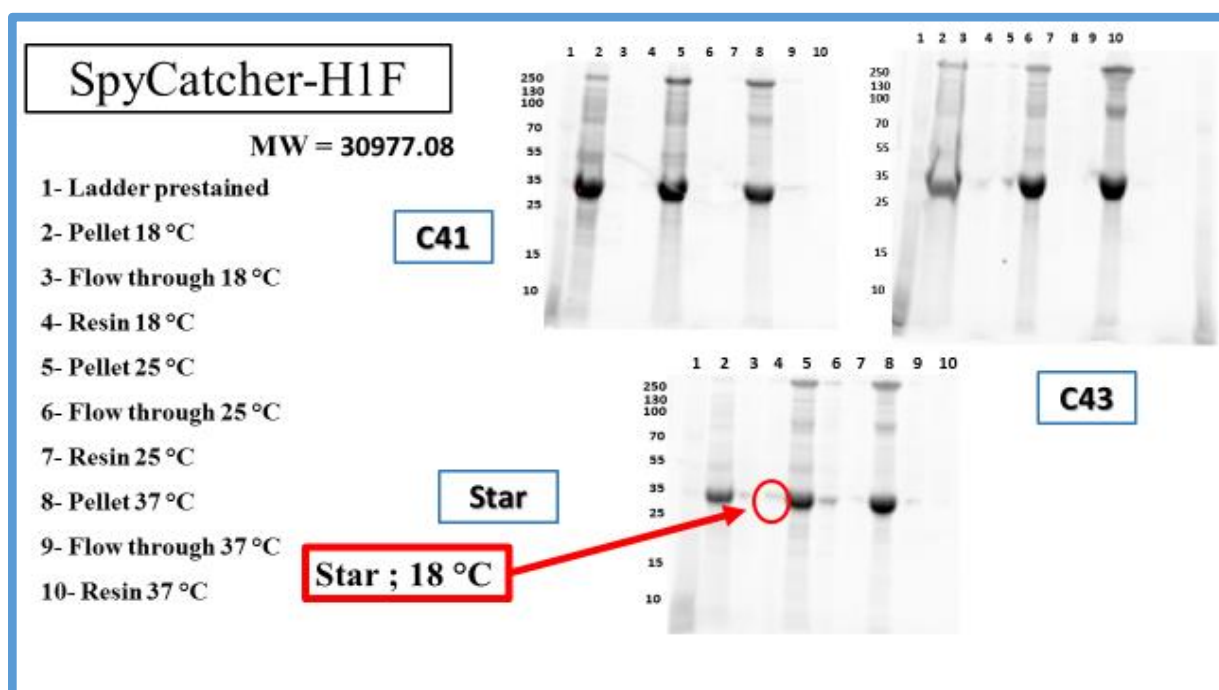 SpyCatcher-H1F
MW = 30977.08
1- Ladder prestained
2- Pellet 18 °C
3- Flow through 18 °C
4- Resin 18 °C
5- Pellet 25 °C
6- Flow through 25 °C
7- Resin 25 °C
8- Pellet 37 °C
9- Flow through 37 °C
10- Resin 37 °C
C41
1 2 3 4 5 6 7 8 9 10
250
130
100
70
55
35
25
15
10
1 2 3 4 5 6 7 8 9 10
250
130
100
70
55
35
25
15
10
C43
Star
1 2 3 4 5 6 7 8 9 10
250
130
100
70
55
35
25
15
10
Star ; 18 °C